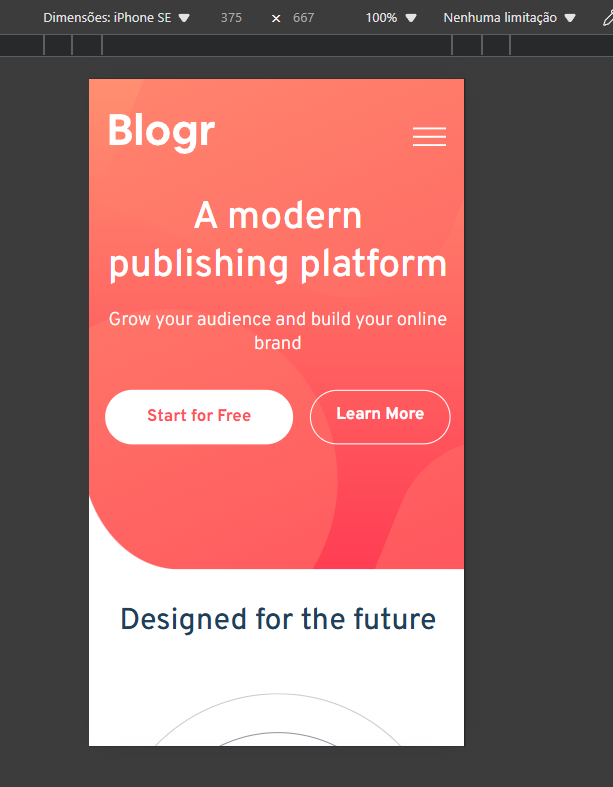 Dimensões: iPhone SE 375 × 667 100% Nenhuma limitação
Blogr
A modern
publishing platform
Grow your audience and build your online
brand
Start for Free Learn More
Designed for the future